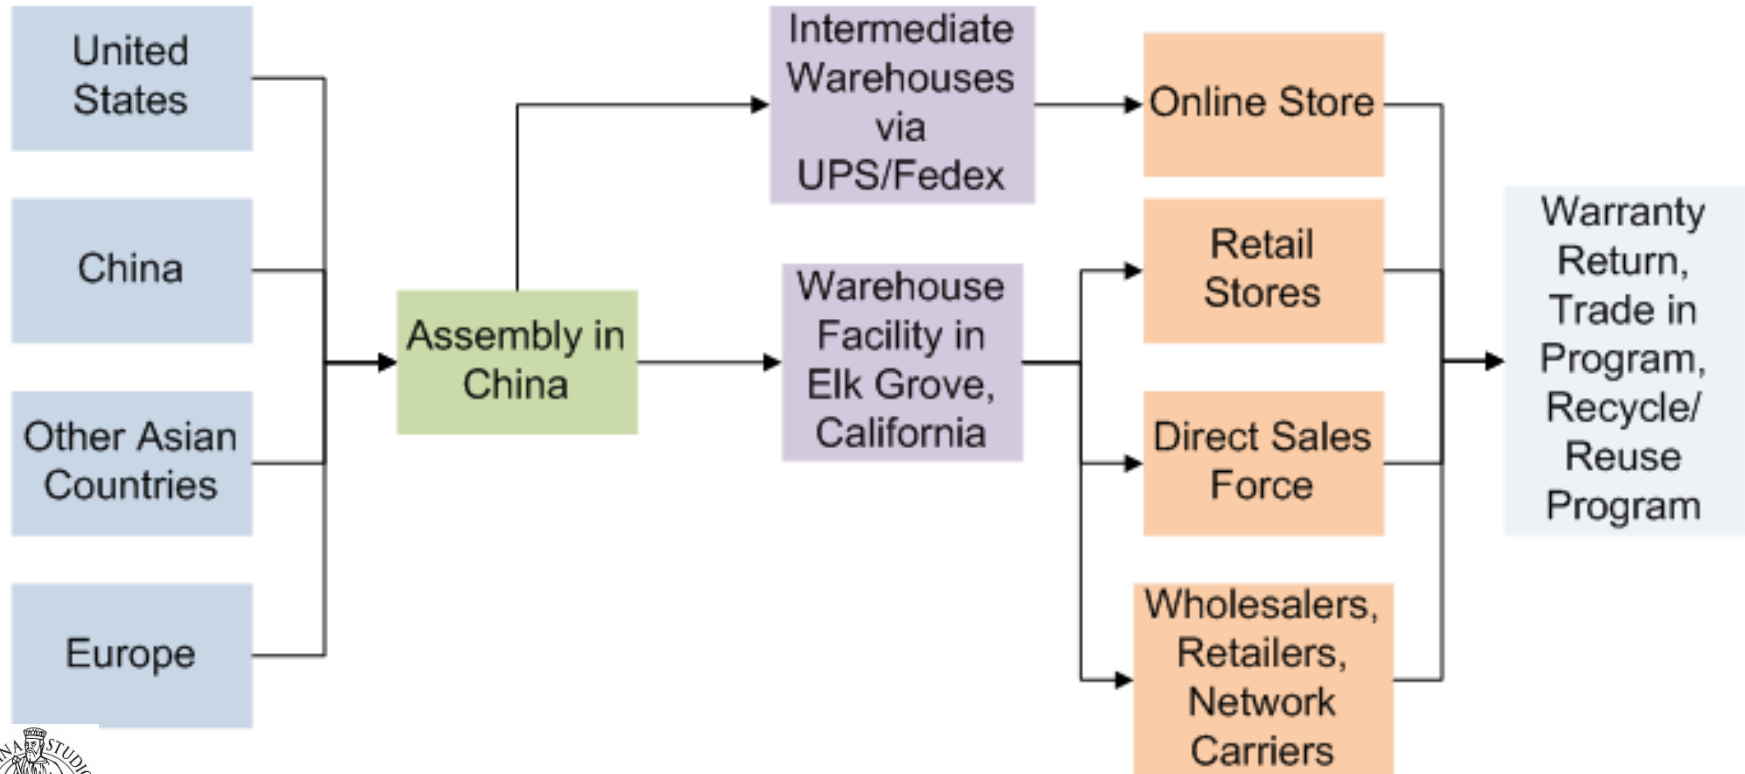 United
States
China
Other Asian
Countries
Europe
Assembly in
China
Intermediate
Warehouses
via
UPS/Fedex
Warehouse
Facility in
Elk Grove,
California
Online Store
Retail
Stores
Direct Sales
Force
Wholesalers,
Retailers,
Network
Carriers
Warranty
Return,
Trade in
Program,
Recycle/
Reuse
Program